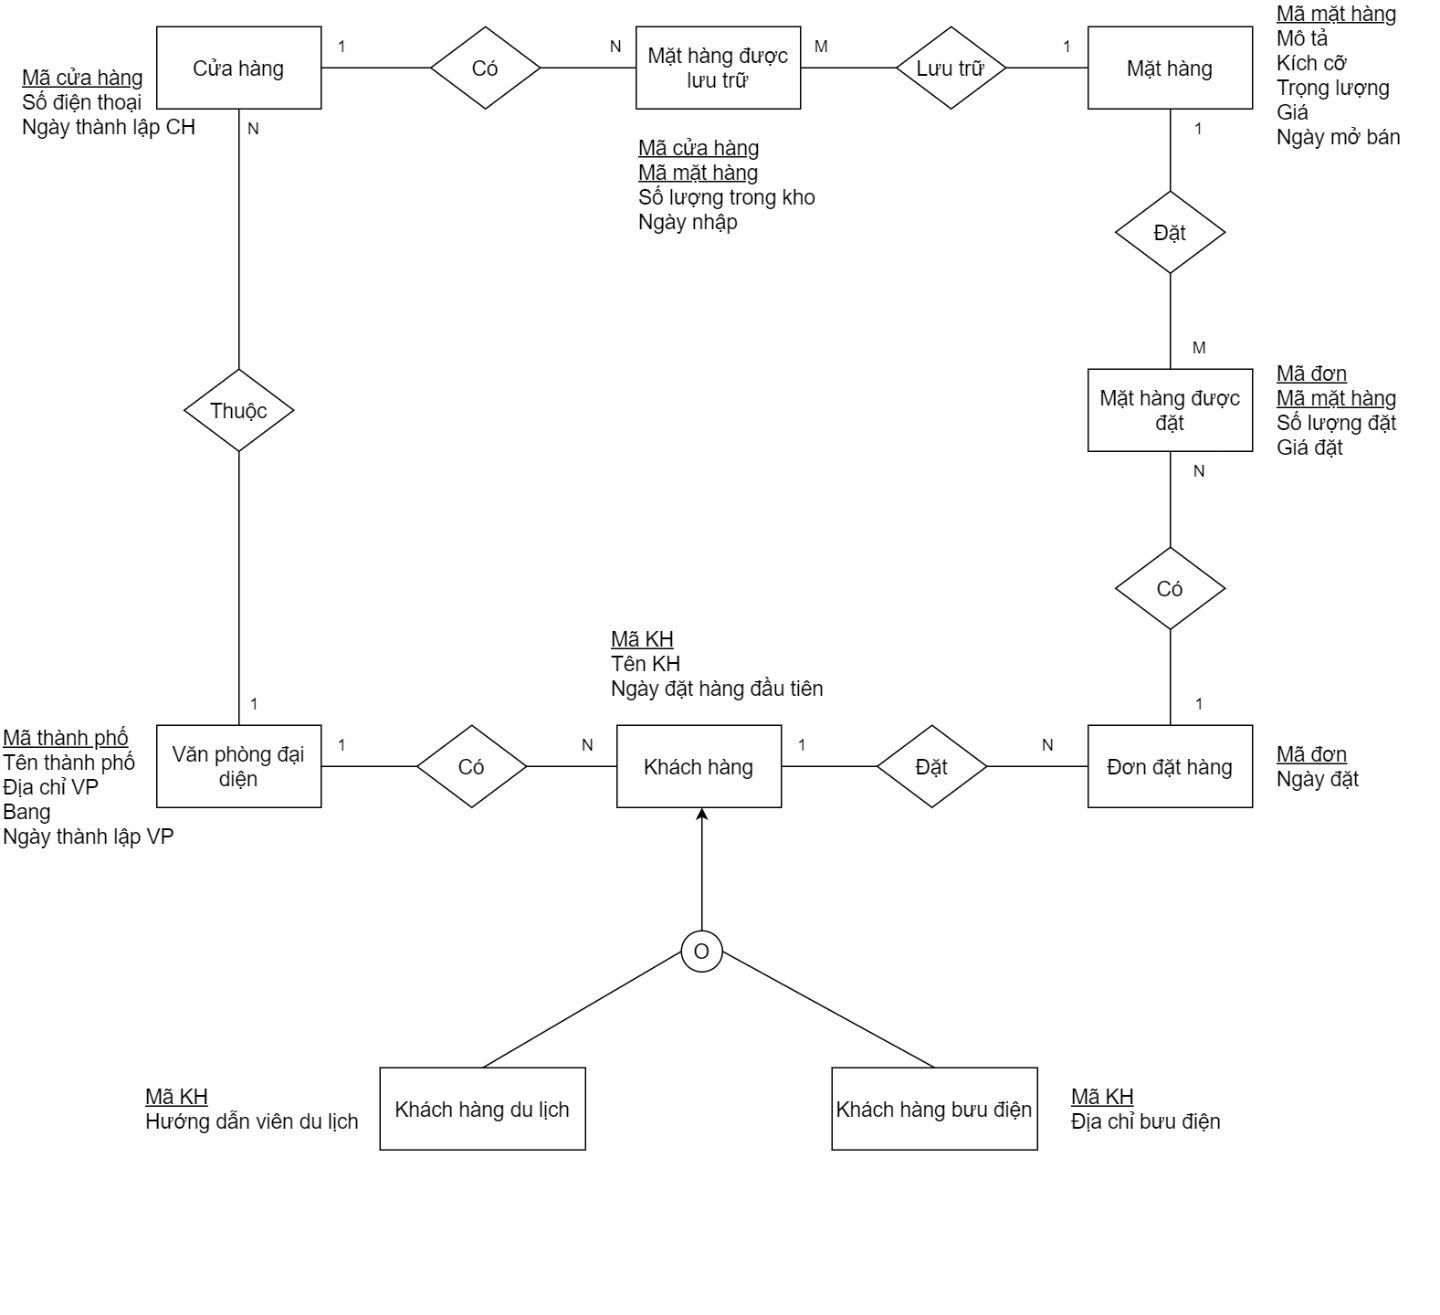 Mã mặt hàng
Mô tả
Kích cỡ
Trọng lượng
Giá
Ngày mở bán
Cửa hàng
1
Có
N
Mặt hàng được
lưu trữ
M
Lưu trữ
1
Mặt hàng
Mã cửa hàng
Số điện thoại
Ngày thành lập CH
N
1
Mã cửa hàng
Mã mặt hàng
Số lượng trong kho
Ngày nhập
Đặt
M
Mặt hàng được
đặt
Mã đơn
Mã mặt hàng
Số lượng đặt
Giá đặt
Thuộc
N
Có
Mã KH
Tên KH
Ngày đặt hàng đầu tiên
1
1
Mã thành phố
Tên thành phố
Địa chỉ VP
Bang
Ngày thành lập VP
Văn phòng đại
diện
1
Có
N
Khách hàng
1
Đặt
N
Đơn đặt hàng
Mã đơn
Ngày đặt
O
Mã KH
Hướng dẫn viên du lịch
Khách hàng du lịch
Khách hàng bưu điện
Mã KH
Địa chỉ bưu điện